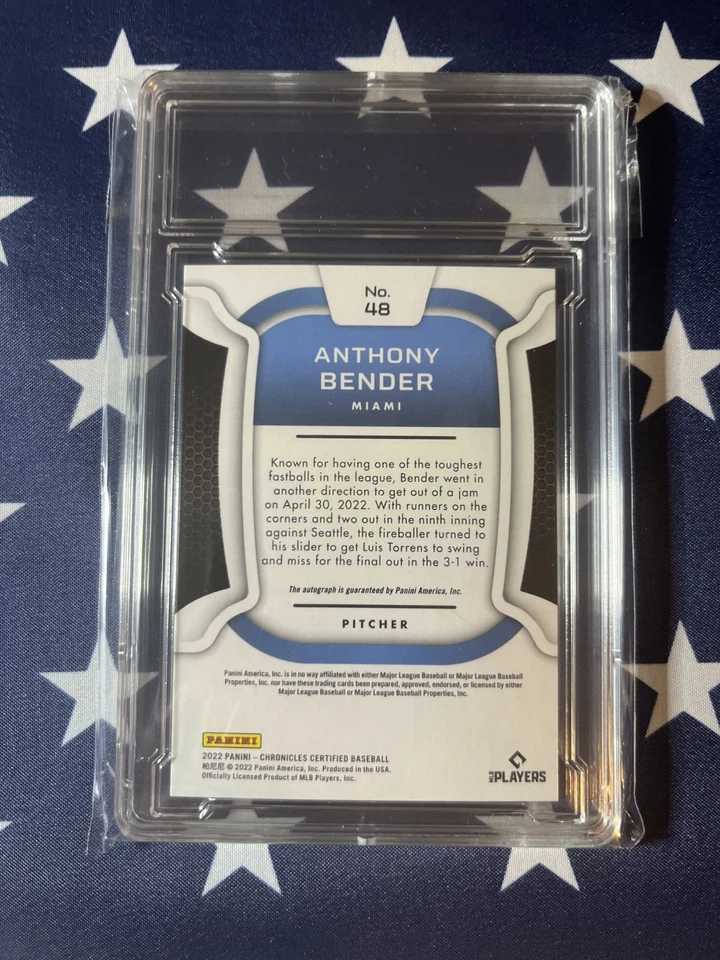 No.
48
ANTHONY
BENDER
MIAMI
Known for having one of the toughest
fastballs in the league, Bender went in
another direction to get out of a jam
on April 30, 2022. With runners on the
corners and two out in the ninth inning
against Seattle, the fireballer turned to
his slider to get Luis Torrens to swing
and miss for the final out in the 3-1 win.
The autograph is guaranteed by Panini America, Inc.
PITCHER
Panini America, Inc. is in no way affiliated with either Major League Baseball or Major League Baseball
Properties, Inc. nor have these trading cards been prepared, approved, endorsed, or licensed by either
Major League Baseball or Major League Baseball Properties, Inc.
PANINI
2022 PANINI – CHRONICLES CERTIFIED BASEBALL
帕尼尼 © 2022 Panini America, Inc. Produced in the USA.
Officially Licensed Product of MLB Players, Inc.
MLB PLAYERS